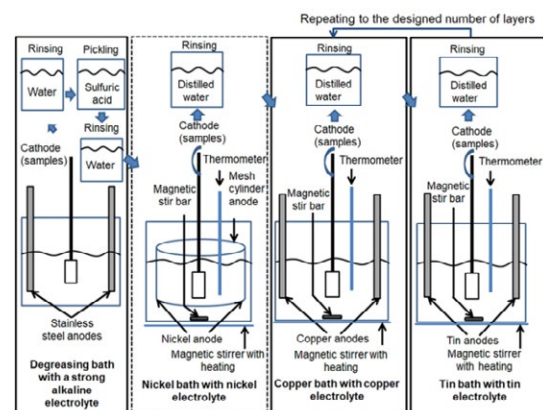 Repeating to the designed number of layers
Rinsing
Pickling
Water
Sulfuric
acid
Rinsing
Water
Cathode
(samples)
Stainless
steel anodes
Degreasing bath
with a strong
alkaline
electrolyte
Rinsing
Distilled
water
Cathode
(samples)
Thermometer
Magnetic
stir bar
Mesh
cylinder
anode
Nickel anode
Magnetic stirrer with
heating
Nickel bath with nickel
electrolyte
Rinsing
Distilled
water
Cathode
(samples)
Thermometer
Magnetic
stir bar
Copper anodes
Magnetic stirrer with
heating
Copper bath with copper
electrolyte
Rinsing
Distilled
water
Cathode
(samples)
Thermometer
Magnetic
stir bar
Tin anodes
Magnetic stirrer with
heating
Tin bath with tin
electrolyte